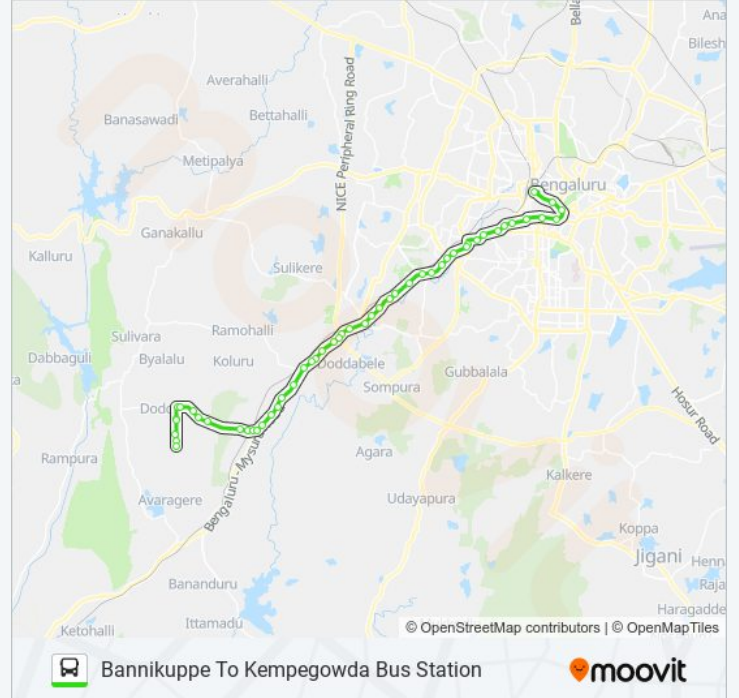 Ana
Bella
Bilesh
Averahalli
Banasawadi
Bettahalli
NICE Peripheral Ring Road
Metipalya
Bengaluru
Ganakallu
Kalluru
Sulikere
Sulivara
Ramohalli
Dabbaguli
Byalalu
Koluru
Doddabele
Gubbalala
Sompura
Hosur Road
Dodd
Bengaluru - Mysuru
Rampura
Agara
Kalkere
Avaragere
Udayapura
Koppa
Jigani
Henn
Bananduru
Raja
Haragadde
Ittamadu
Ketohalli
© OpenStreetMap contributors | © OpenMapTiles
Bannikuppe To Kempegowda Bus Station
moovit